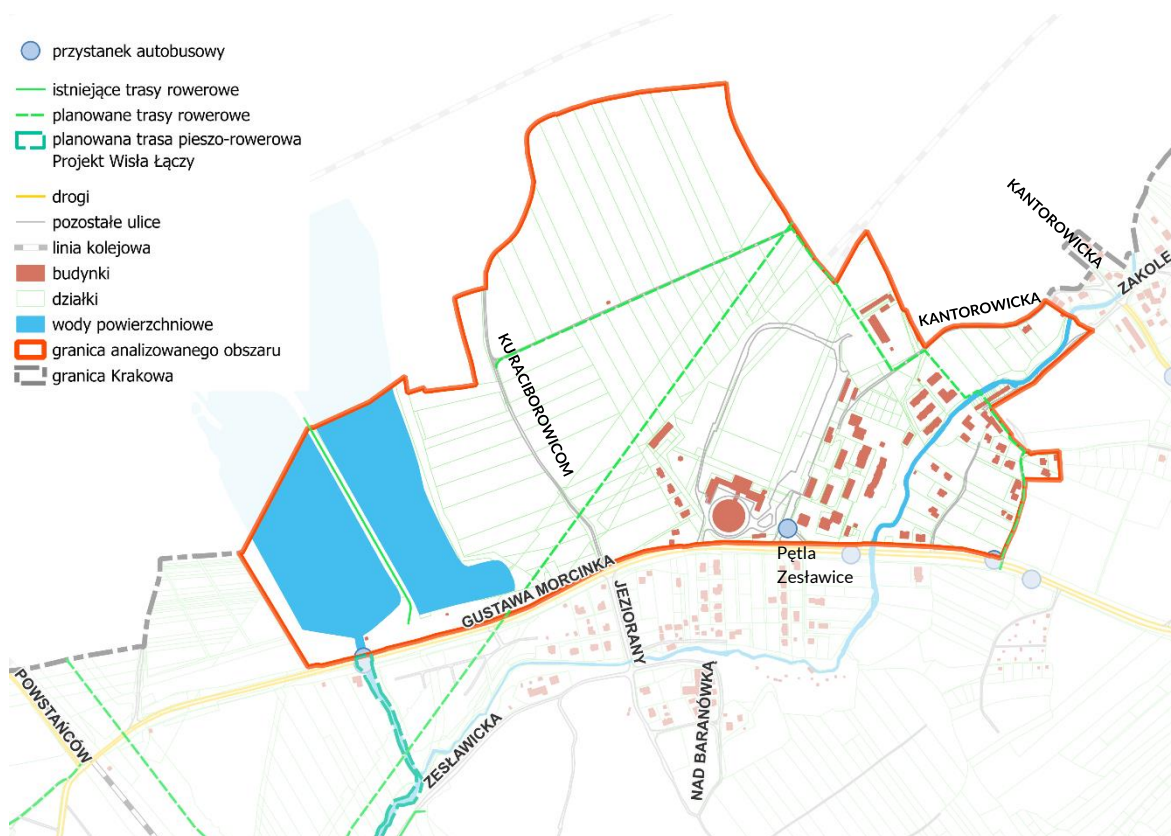 przystanek autobusowy
istniejące trasy rowerowe
planowane trasy rowerowe
planowana trasa pieszo-rowerowa
Projekt Wisła Łączy
drogi
pozostałe ulice
linia kolejowa
budynki
działki
wody powierzchniowe
granica analizowanego obszaru
granica Krakowa
KANTOROWICKA
ZAKOLE
KANTOROWICKA
KURACIBOROWICOM
GUSTAWA MORCINKA
Pętla
Zesławice
JEZIORANY
NAD BARANÓWKĄ
ZESŁAWICKA
POWSTAŃCÓW